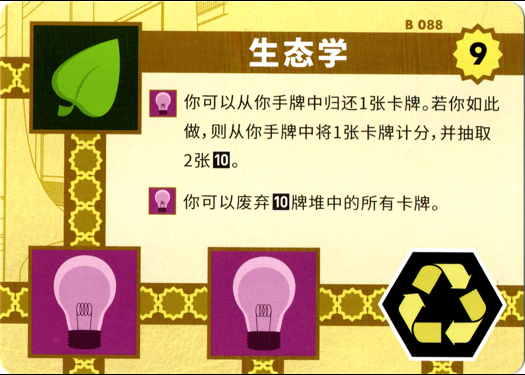 B 088
生态学
9
你可以从你手牌中归还1张卡牌。若你如此
做，则从你手牌中将1张卡牌计分，并抽取
2张10。
你可以废弃10牌堆中的所有卡牌。